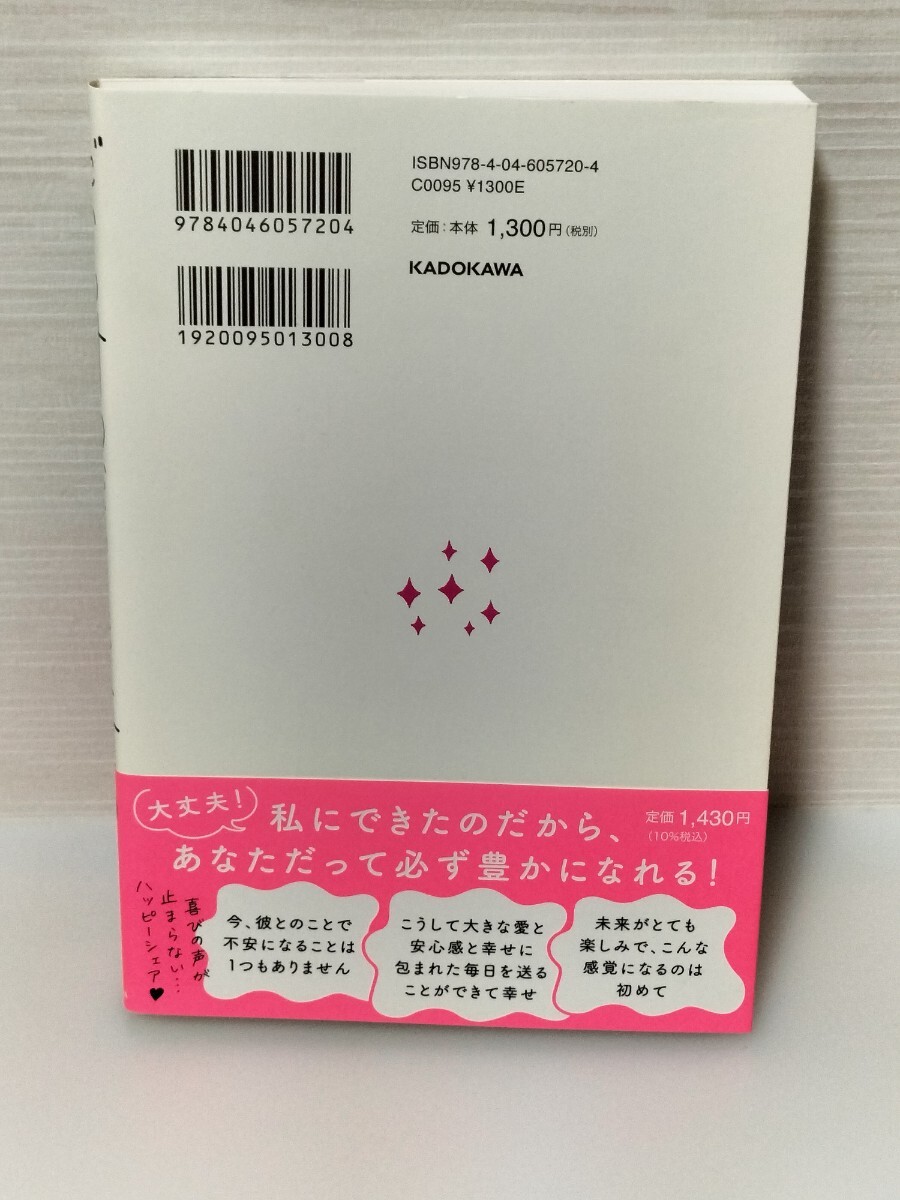 ISBN978-4-04-605720-4
C0095 ¥1300E
定価:本体 1,300円(税別)
KADOKAWA
9784046057204
1920095013008
大丈夫!
私にできたのだから、
あなただって必ず豊かになれる!
定価 1,430円
(10%税込)
喜びの声が
止まらない…
ハッピーシェア♥
今、彼とのことで
不安になることは
1つもありません
こうして大きな愛と
安心感と幸せに
包まれた毎日を送る
ことができて幸せ
未来がとても
楽しみで、こんな
感覚になるのは
初めて